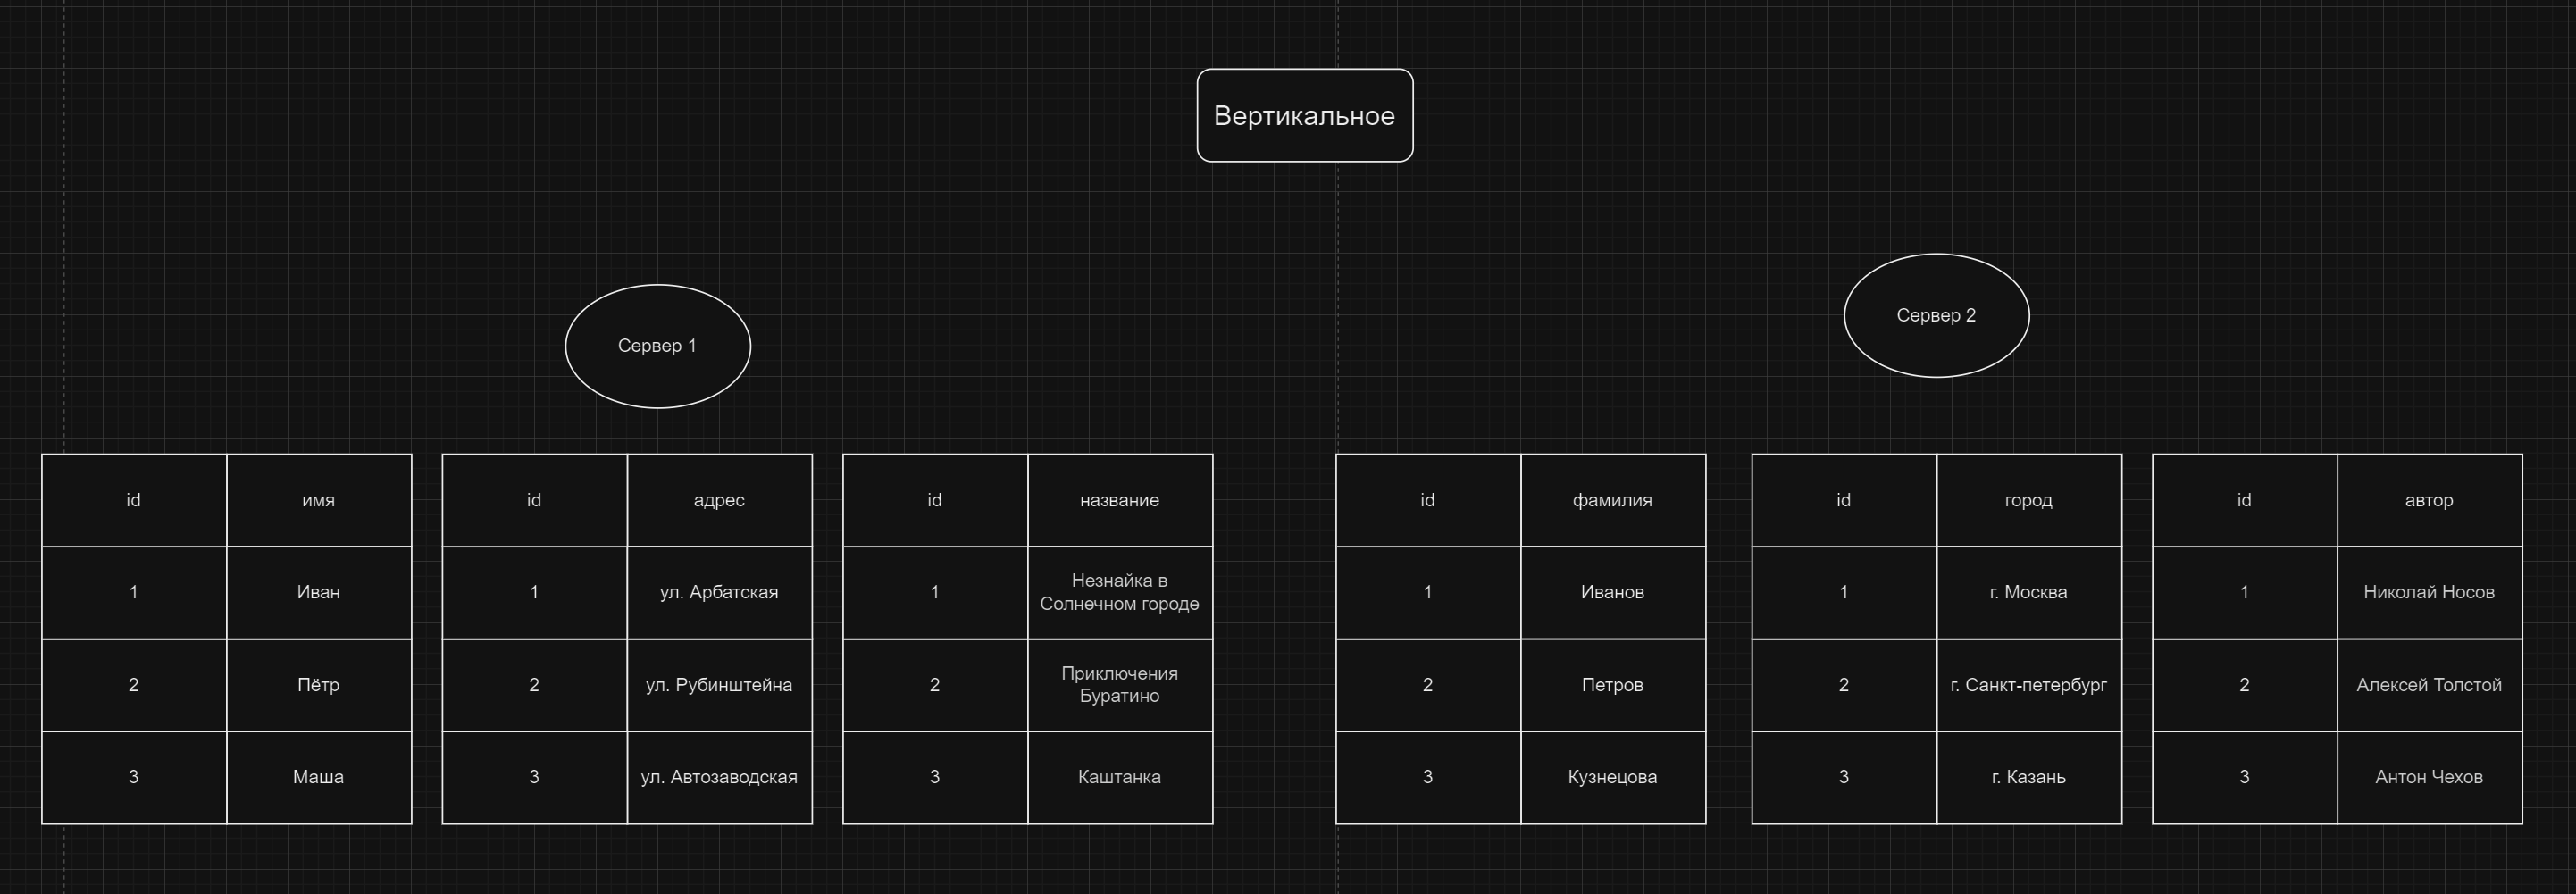 Вертикальное
Сервер 1
Сервер 2
id имя
1 Иван
2 Пётр
3 Маша
id адрес
1 ул. Арбатская
2 ул. Рубинштейна
3 ул. Автозаводская
id название
1 Незнайка в
Солнечном городе
2 Приключения
Буратино
3 Каштанка
id фамилия
1 Иванов
2 Петров
3 Кузнецова
id город
1 г. Москва
2 г. Санкт-петербург
3 г. Казань
id автор
1 Николай Носов
2 Алексей Толстой
3 Антон Чехов